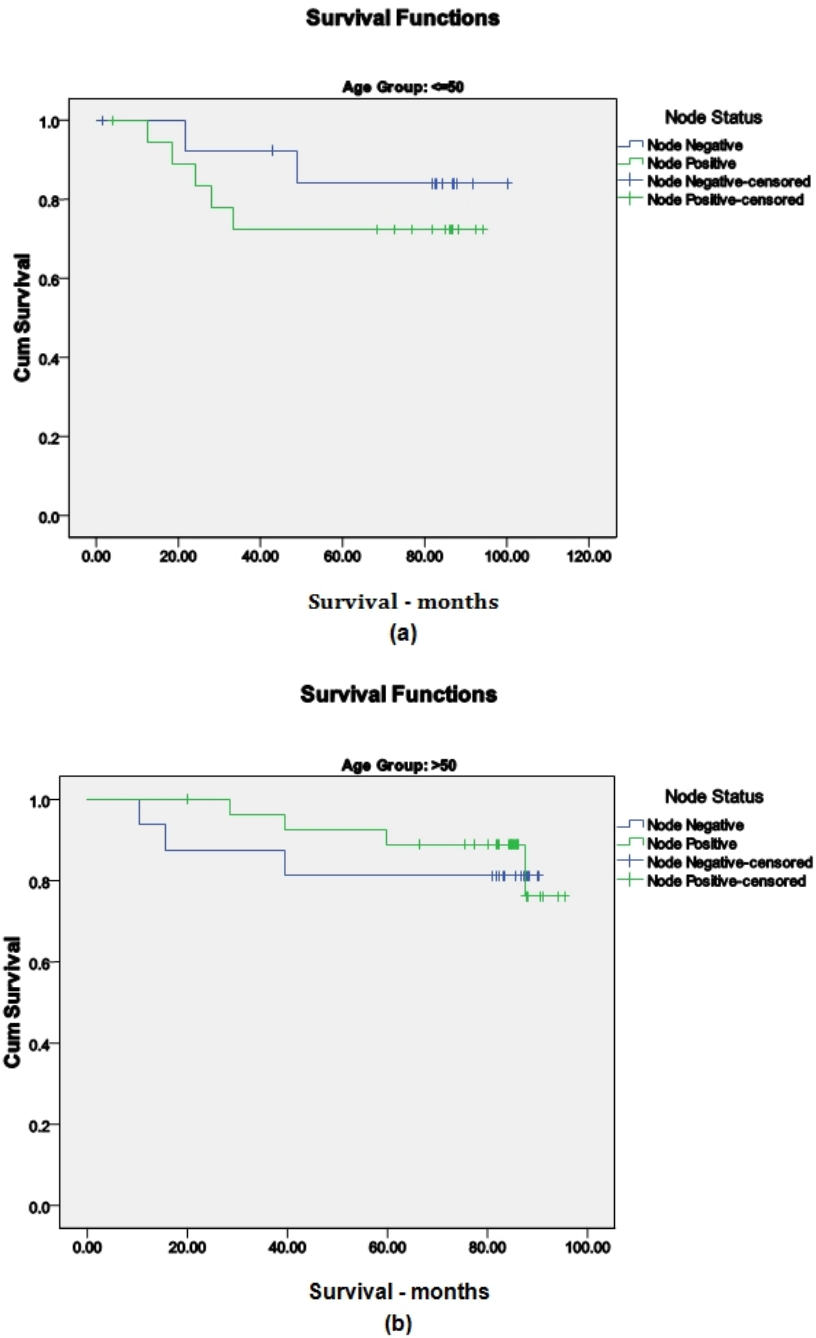 Survival Functions
Age Group: <=50
Node Status
Node Negative
Node Positive
Node Negative-censored
Node Positive-censored
Cum Survival
1.0
0.8
0.6
0.4
0.2
0.0
0.00 20.00 40.00 60.00 80.00 100.00 120.00
Survival - months
(a)
Survival Functions
Age Group: >50
Node Status
Node Negative
Node Positive
Node Negative-censored
Node Positive-censored
Cum Survival
1.0
0.8
0.6
0.4
0.2
0.0
0.00 20.00 40.00 60.00 80.00 100.00
Survival - months
(b)